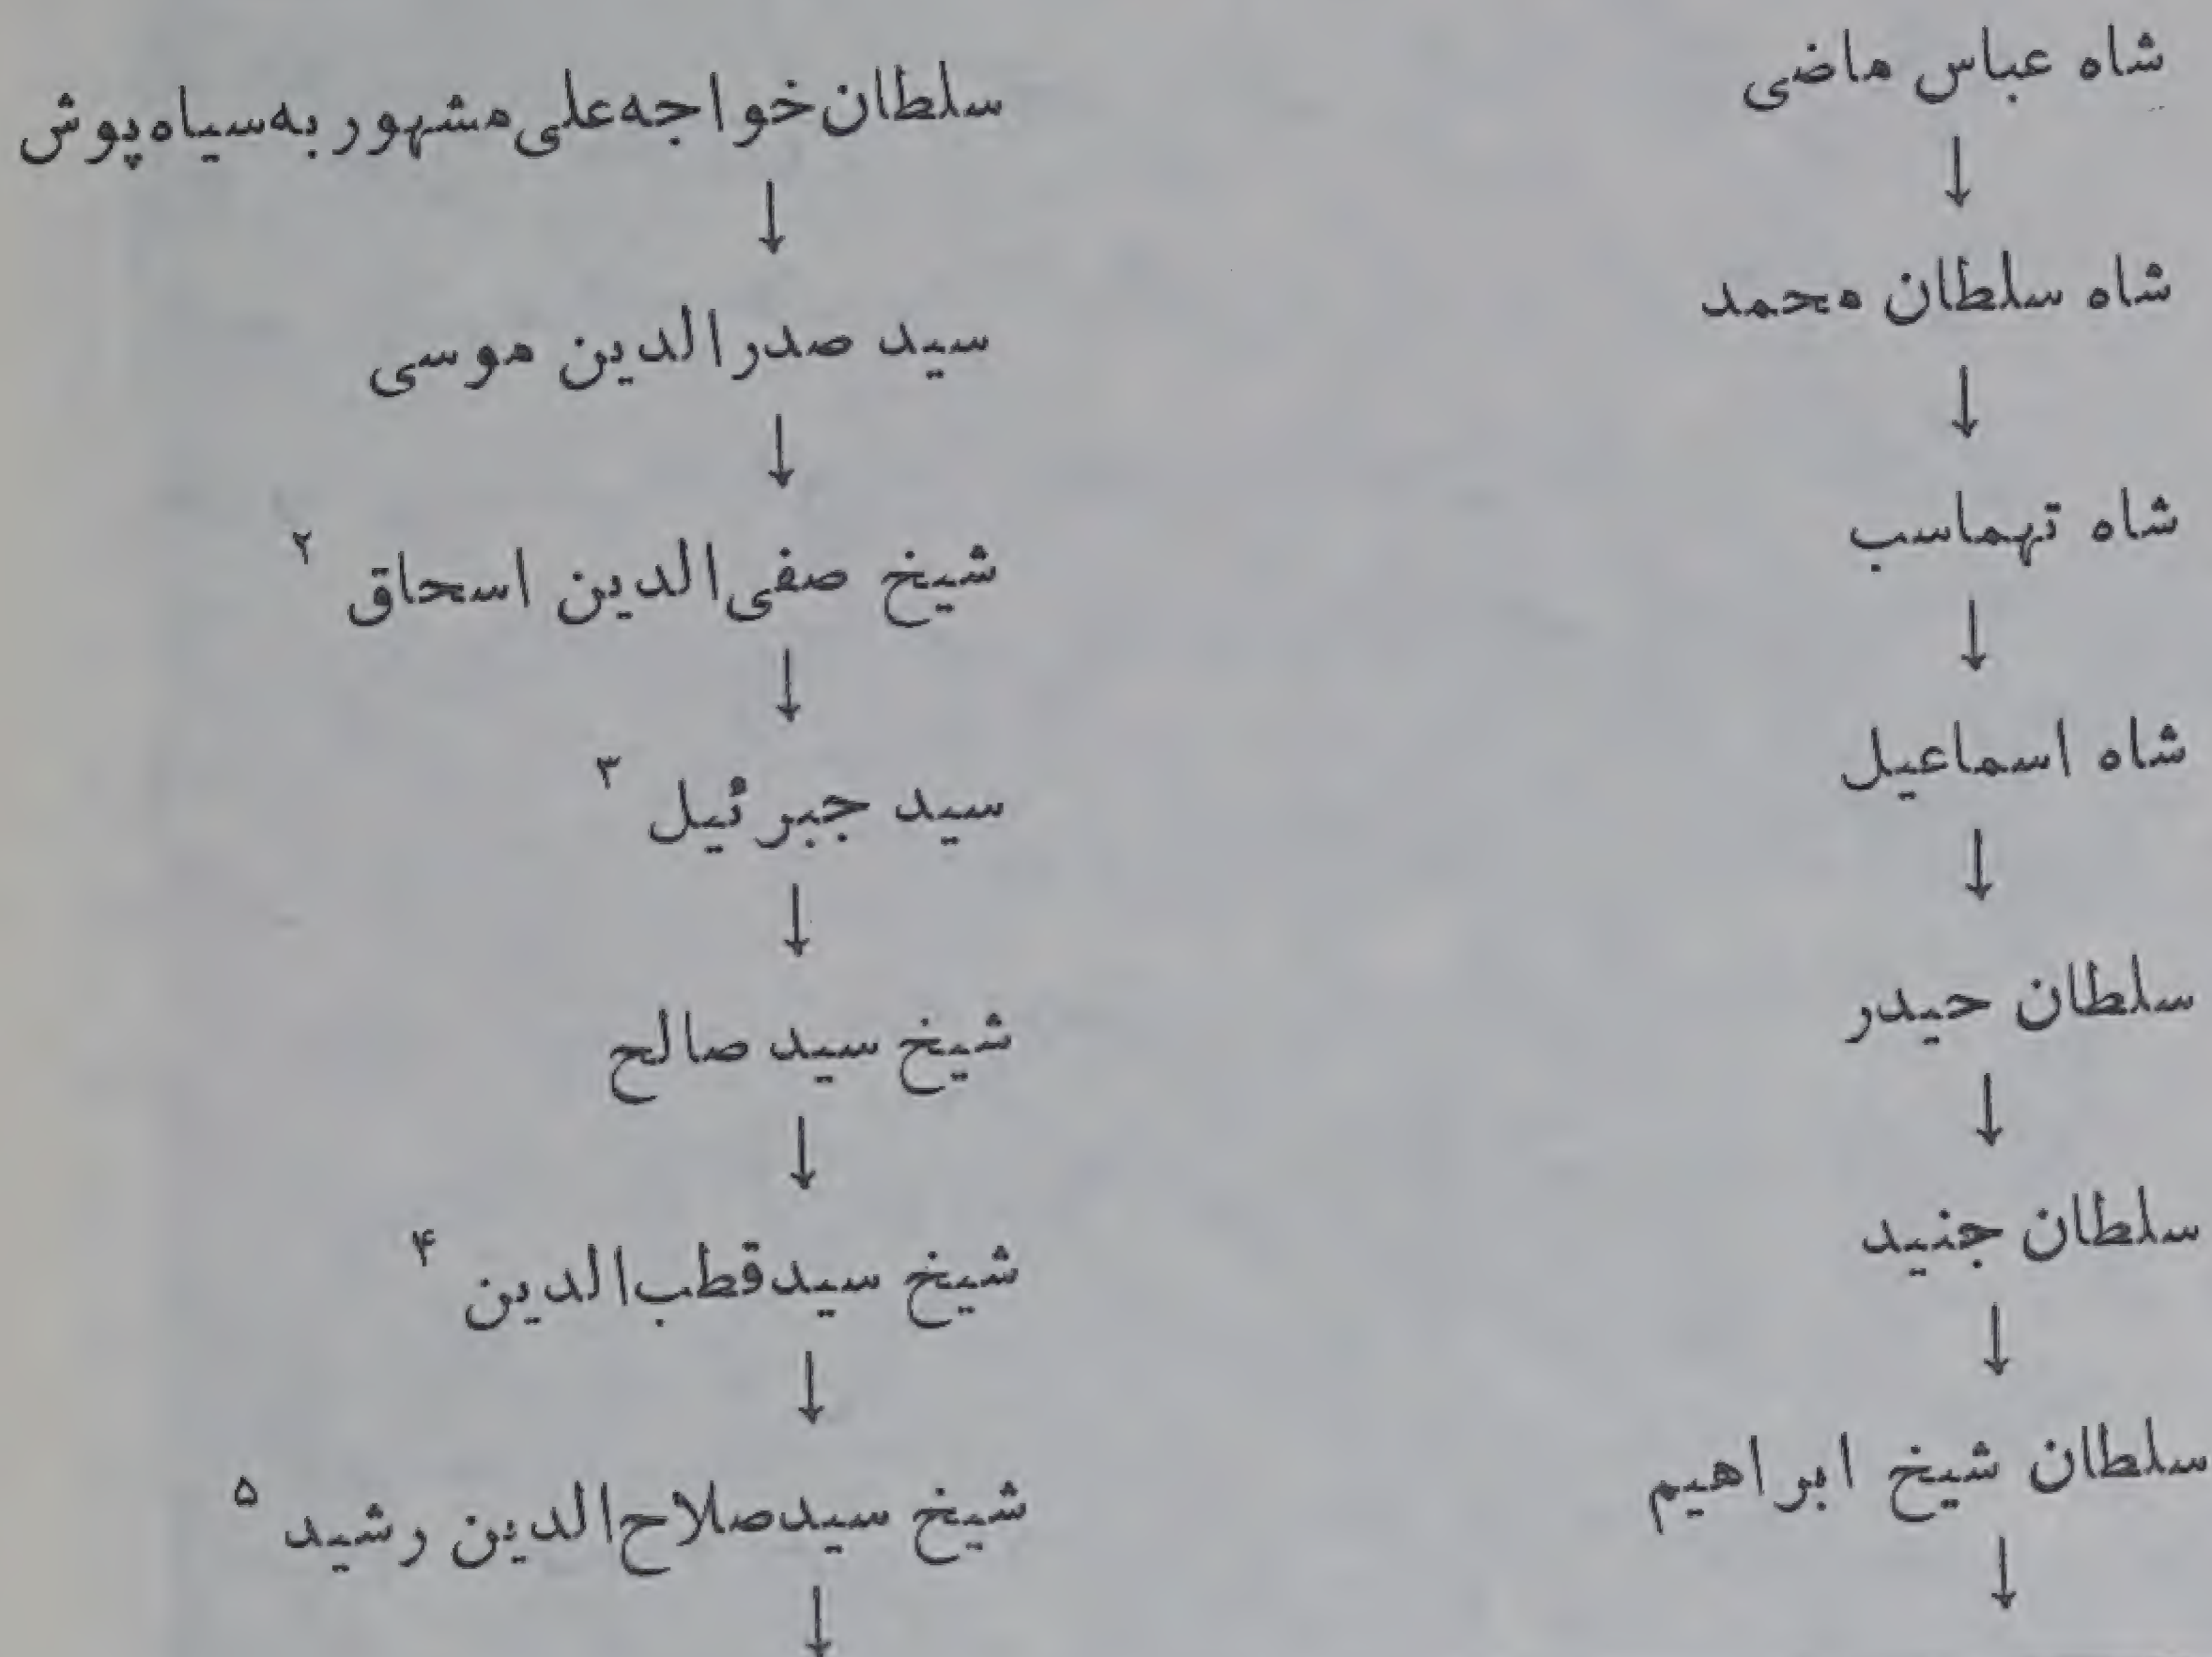 شاه عباس ماضی
↓
شاه سلطان محمد
↓
شاه تهماسب
↓
شاه اسماعیل
↓
سلطان حیدر
↓
سلطان جنید
↓
سلطان شیخ ابراهیم
↓
سلطان خواجه علی مشهور به سیاه پوش
↓
سید صدرالدین موسی
↓
شیخ صفی‌الدین اسحاق ۲
↓
سید جبرئیل ۳
↓
شیخ سید صالح
↓
شیخ سید قطب‌الدین ۴
↓
شیخ سید صلاح‌الدین رشید ۵
↓